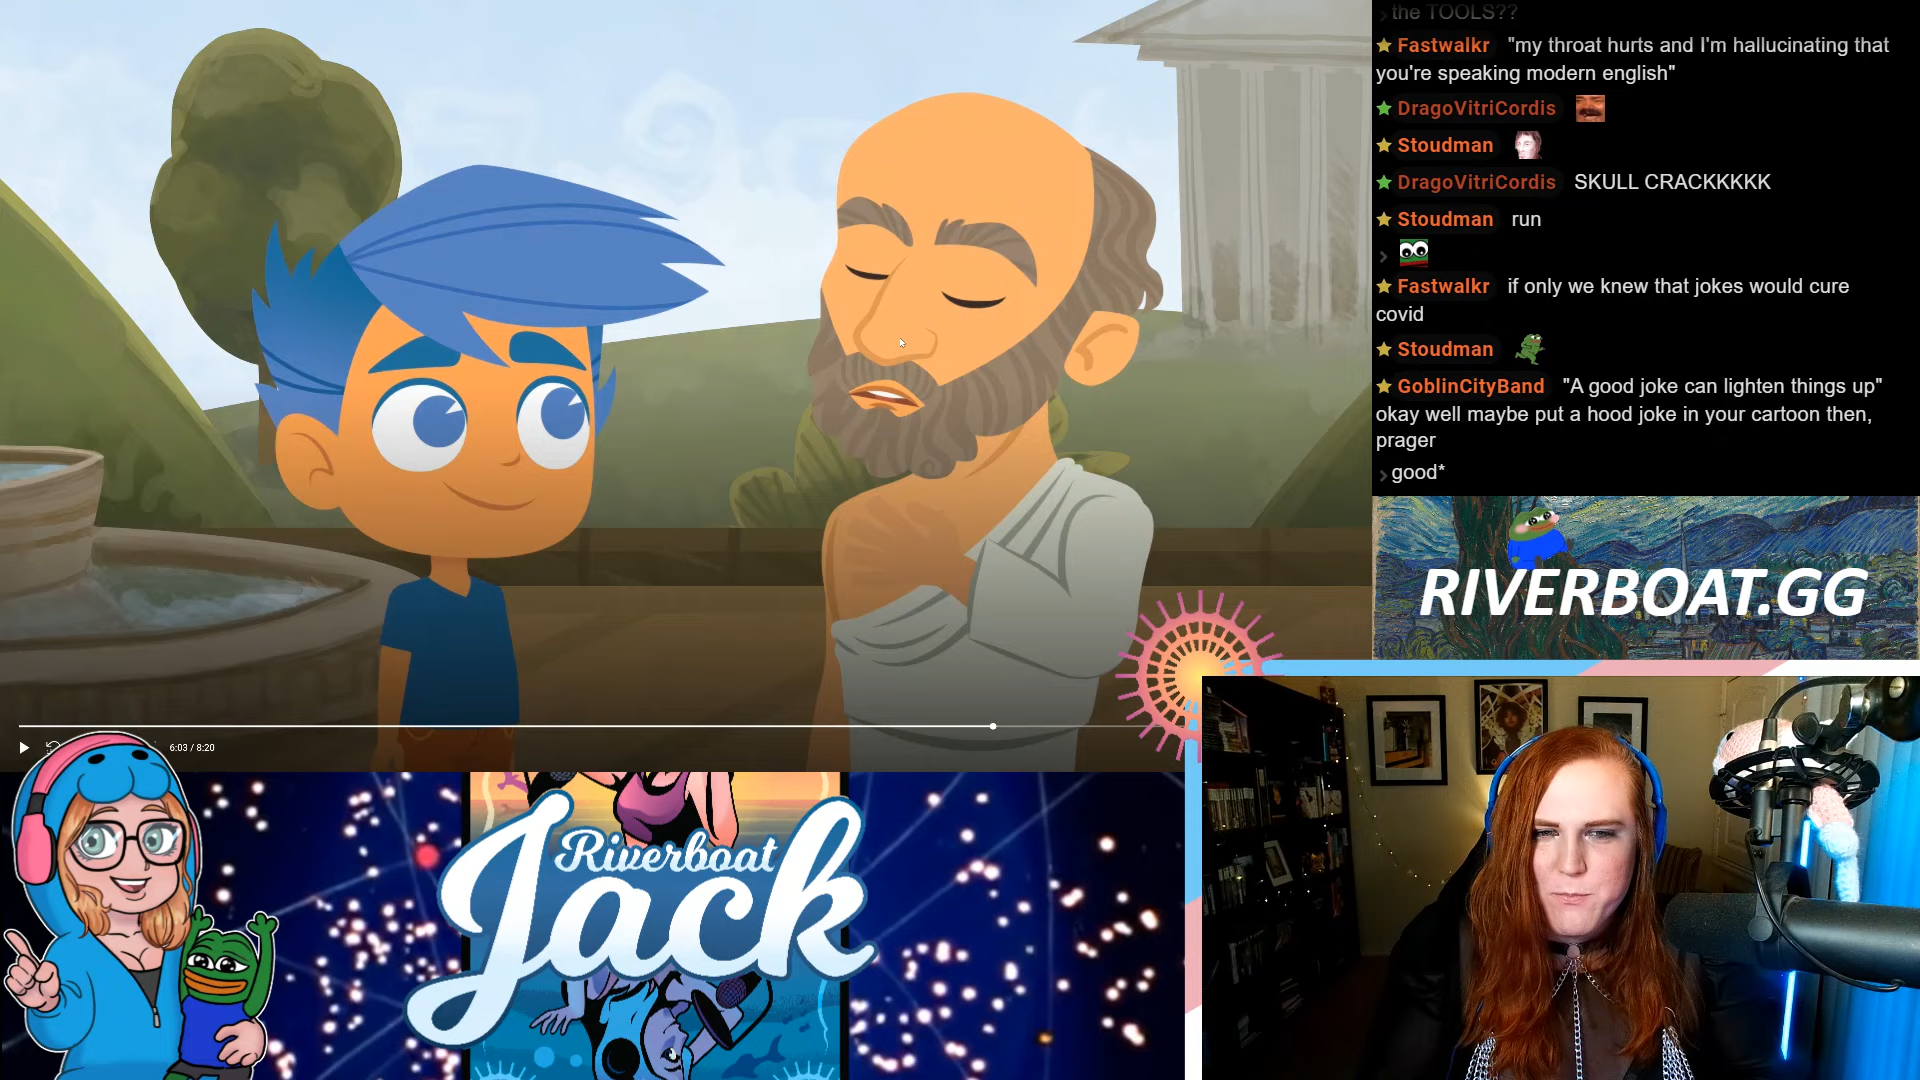 the TOOLS??
Fastwalkr "my throat hurts and I'm hallucinating that
you're speaking modern english"
DragoVitriCordis
Stoudman
DragoVitriCordis SKULL CRACKKKKK
Stoudman run
Fastwalkr if only we knew that jokes would cure
covid
Stoudman
GoblinCityBand "A good joke can lighten things up"
okay well maybe put a hood joke in your cartoon then,
prager
good*
RIVERBOAT.GG
6:03 / 8:20
Riverboat
Jack